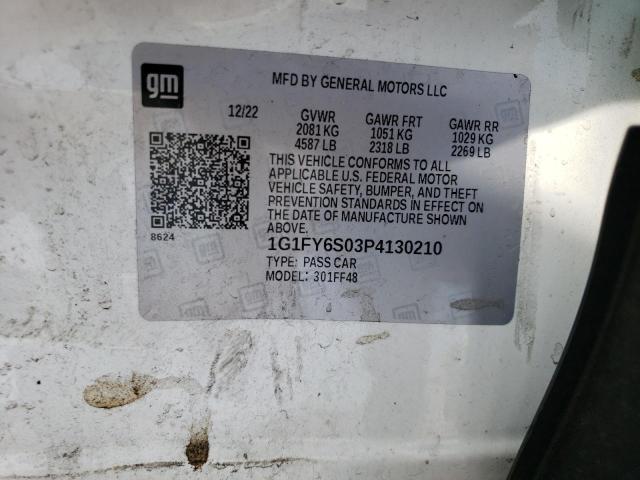 gm
MFD BY GENERAL MOTORS LLC
12/22 GVWR GAWR FRT GAWR RR
2081 KG 1051 KG 1029 KG
4587 LB 2318 LB 2269 LB
THIS VEHICLE CONFORMS TO ALL
APPLICABLE U.S. FEDERAL MOTOR
VEHICLE SAFETY, BUMPER, AND THEFT
PREVENTION STANDARDS IN EFFECT ON
THE DATE OF MANUFACTURE SHOWN
ABOVE.
8624
1G1FY6S03P4130210
TYPE: PASS CAR
MODEL: 301FF48